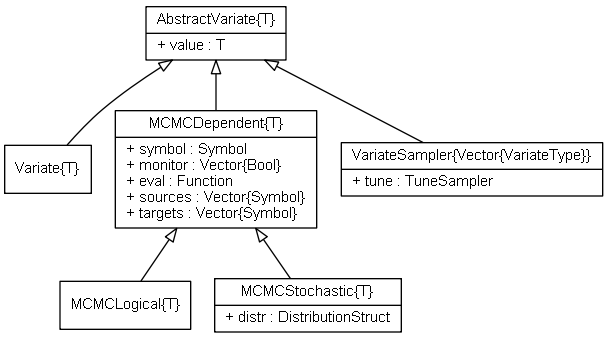 AbstractVariate{T}
+ value : T
MCMCDependent{T}
+ symbol : Symbol
+ monitor : Vector{Bool}
+ eval : Function
+ sources : Vector{Symbol}
+ targets : Vector{Symbol}
Variate{T}
VariateSampler{Vector{VariateType}}
+ tune : TuneSampler
MCMCLogical{T}
MCMCStochastic{T}
+ distr : DistributionStruct